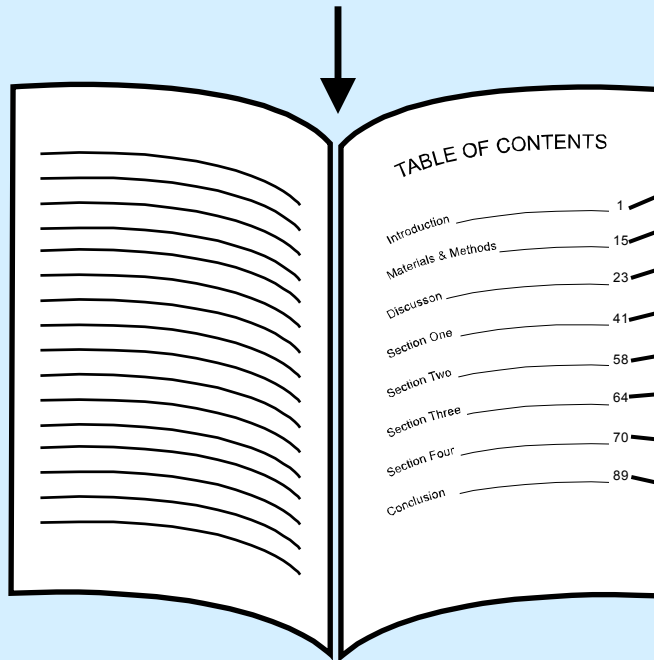 TABLE OF CONTENTS
Introduction 1
Materials & Methods 15
Discusson 23
Section One 41
Section Two 58
Section Three 64
Section Four 70
Conclusion 89